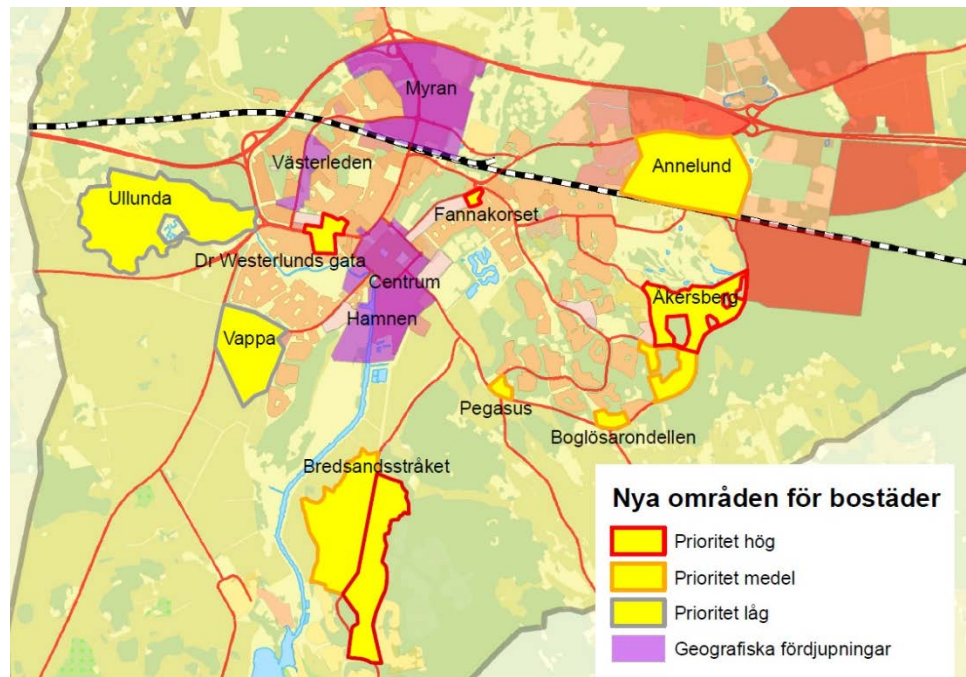 Myran
Västerleden
Annelund
Ullunda
Fannakorset
Dr Westerlunds gata
Centrum
Åkersberg
Hamnen
Vappa
Pegasus
Boglösarondellen
Bredsandsstråket
Nya områden för bostäder
Prioritet hög
Prioritet medel
Prioritet låg
Geografiska fördjupningar